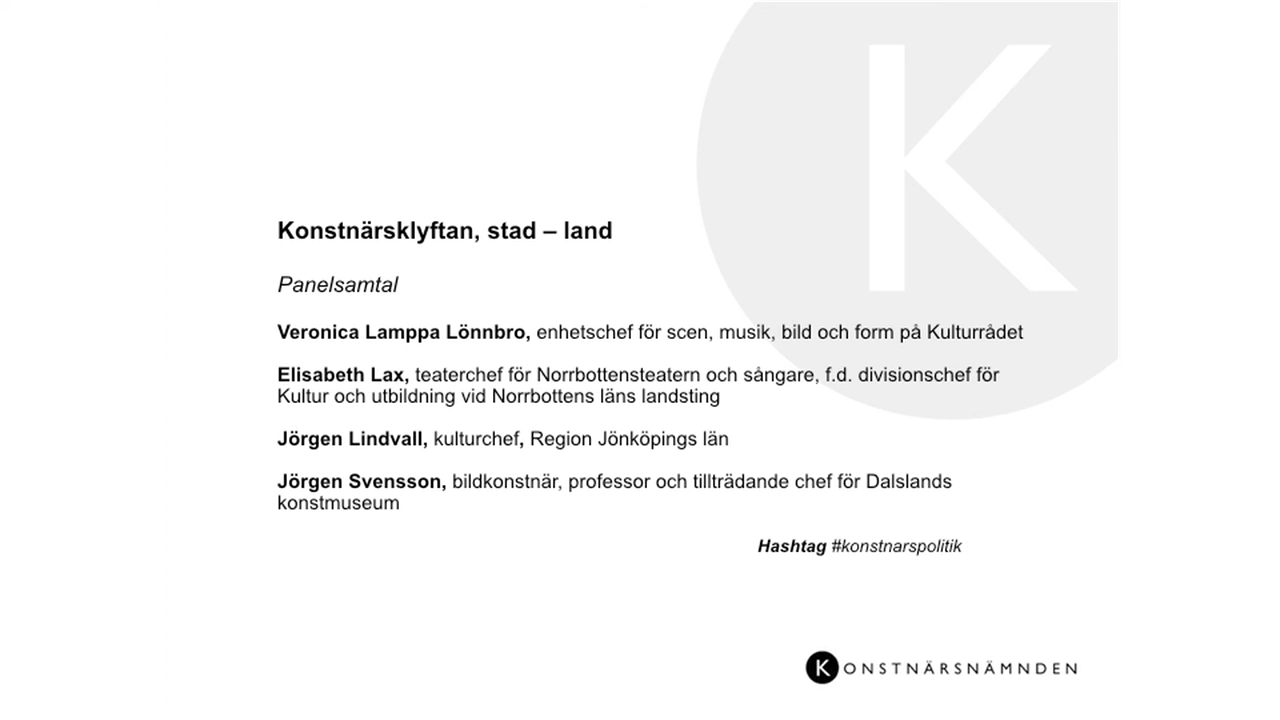 Konstnärsklyftan, stad – land
Panelsamtal
Veronica Lamppa Lönnbro, enhetschef för scen, musik, bild och form på Kulturrådet
Elisabeth Lax, teaterchef för Norrbottensteatern och sångare, f.d. divisionschef för
Kultur och utbildning vid Norrbottens läns landsting
Jörgen Lindvall, kulturchef, Region Jönköpings län
Jörgen Svensson, bildkonstnär, professor och tillträdande chef för Dalslands
konstmuseum
Hashtag #konstnarspolitik
KONSTNÄRSNÄMNDEN
K